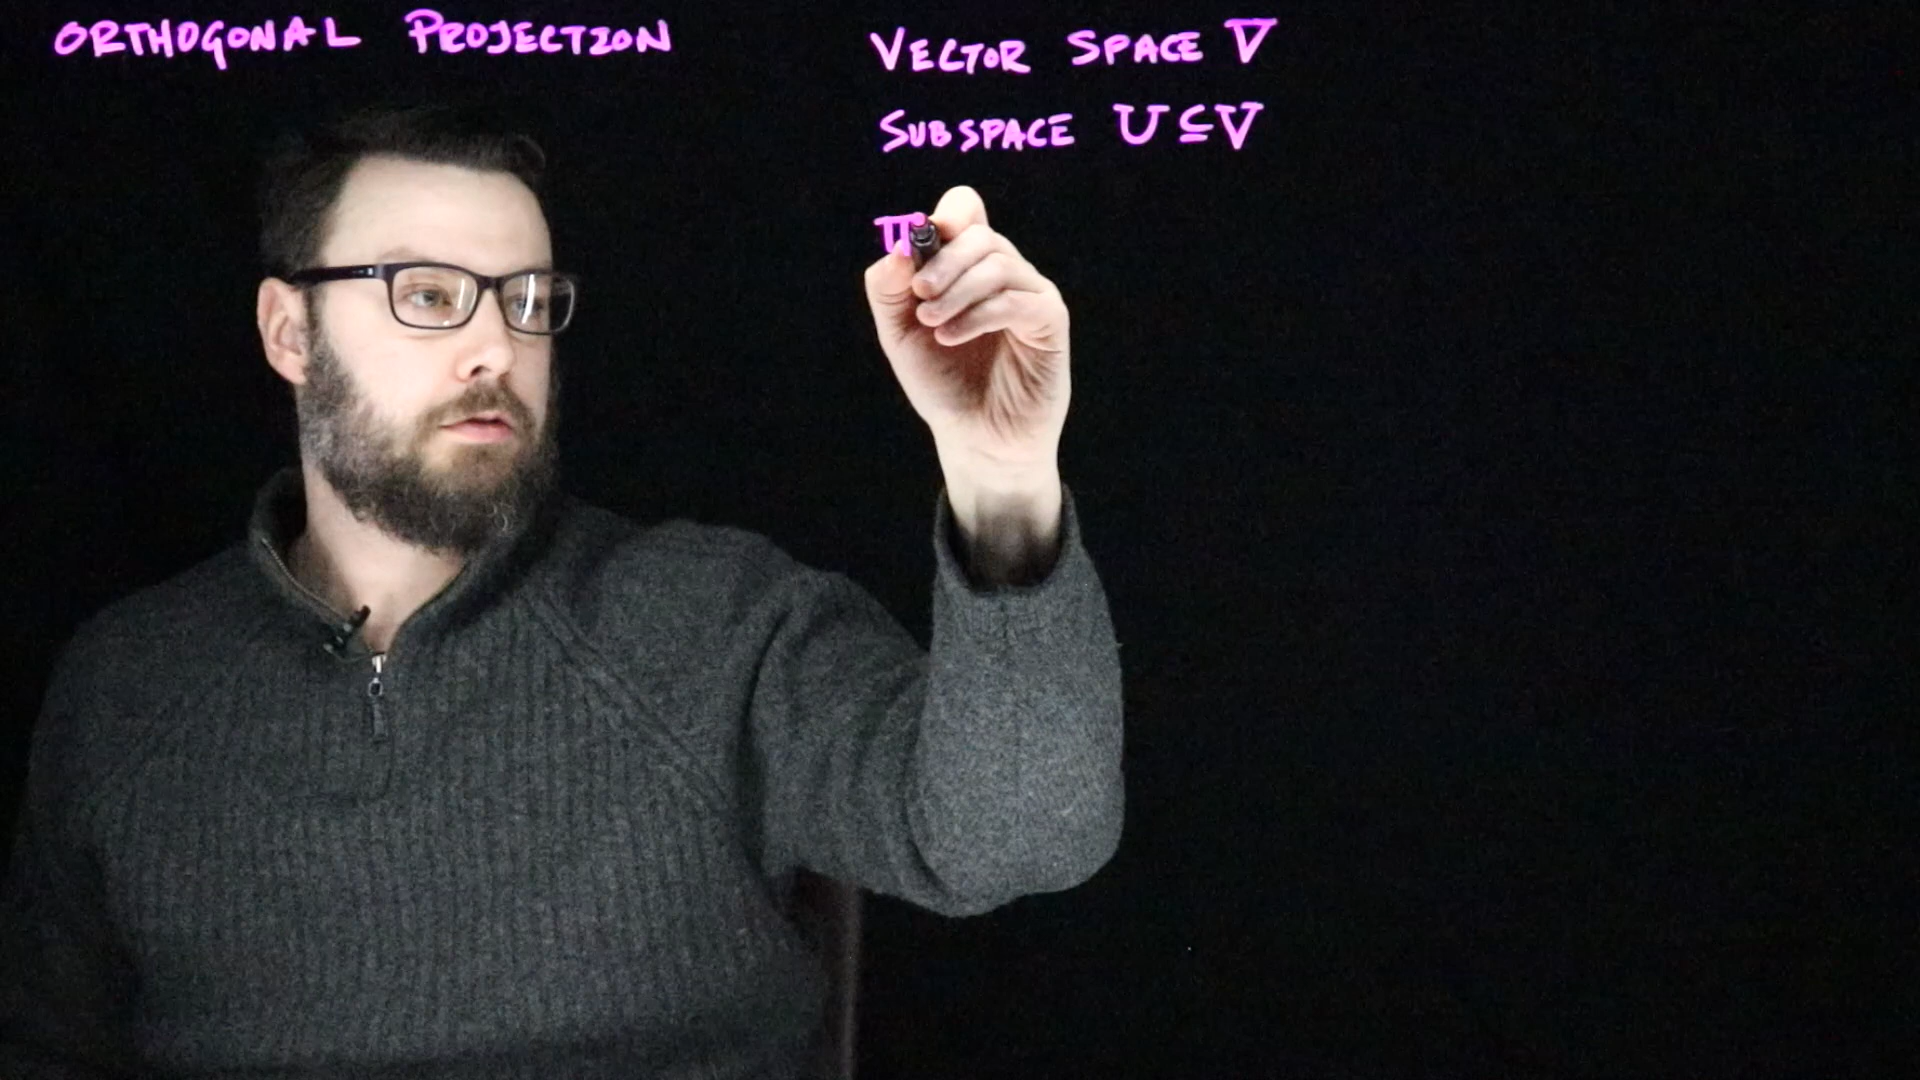 ORTHOGONAL PROJECTION
VECTOR SPACE V
SUBSPACE U ⊆ V
π